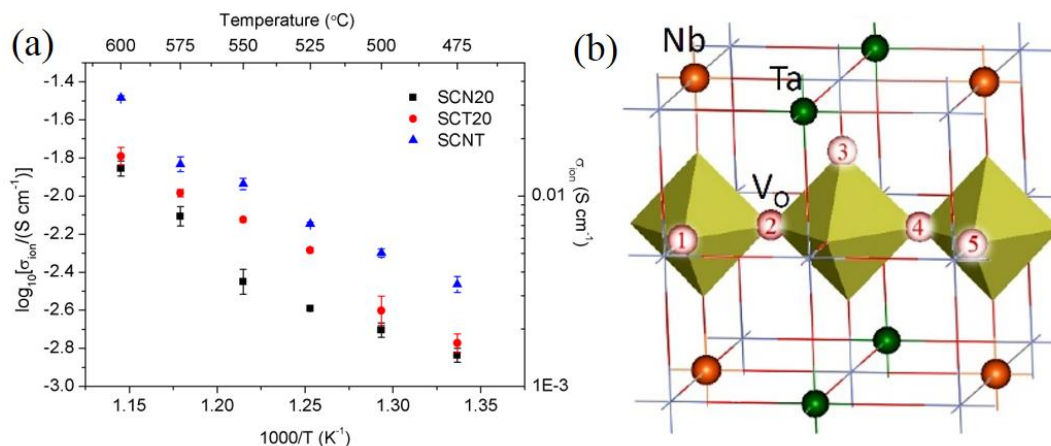 (a)
Temperature (°C)
600 575 550 525 500 475
-1.4
-1.6
-1.8
-2.0
-2.2
-2.4
-2.6
-2.8
-3.0
log10[σion/(S cm⁻¹)]
SCN20
SCT20
SCNT
0.01
1E-3
σion (S cm⁻¹)
1.15 1.20 1.25 1.30 1.35
1000/T (K⁻¹)
(b)
Nb
Ta
3
Vo
1 2 4 5